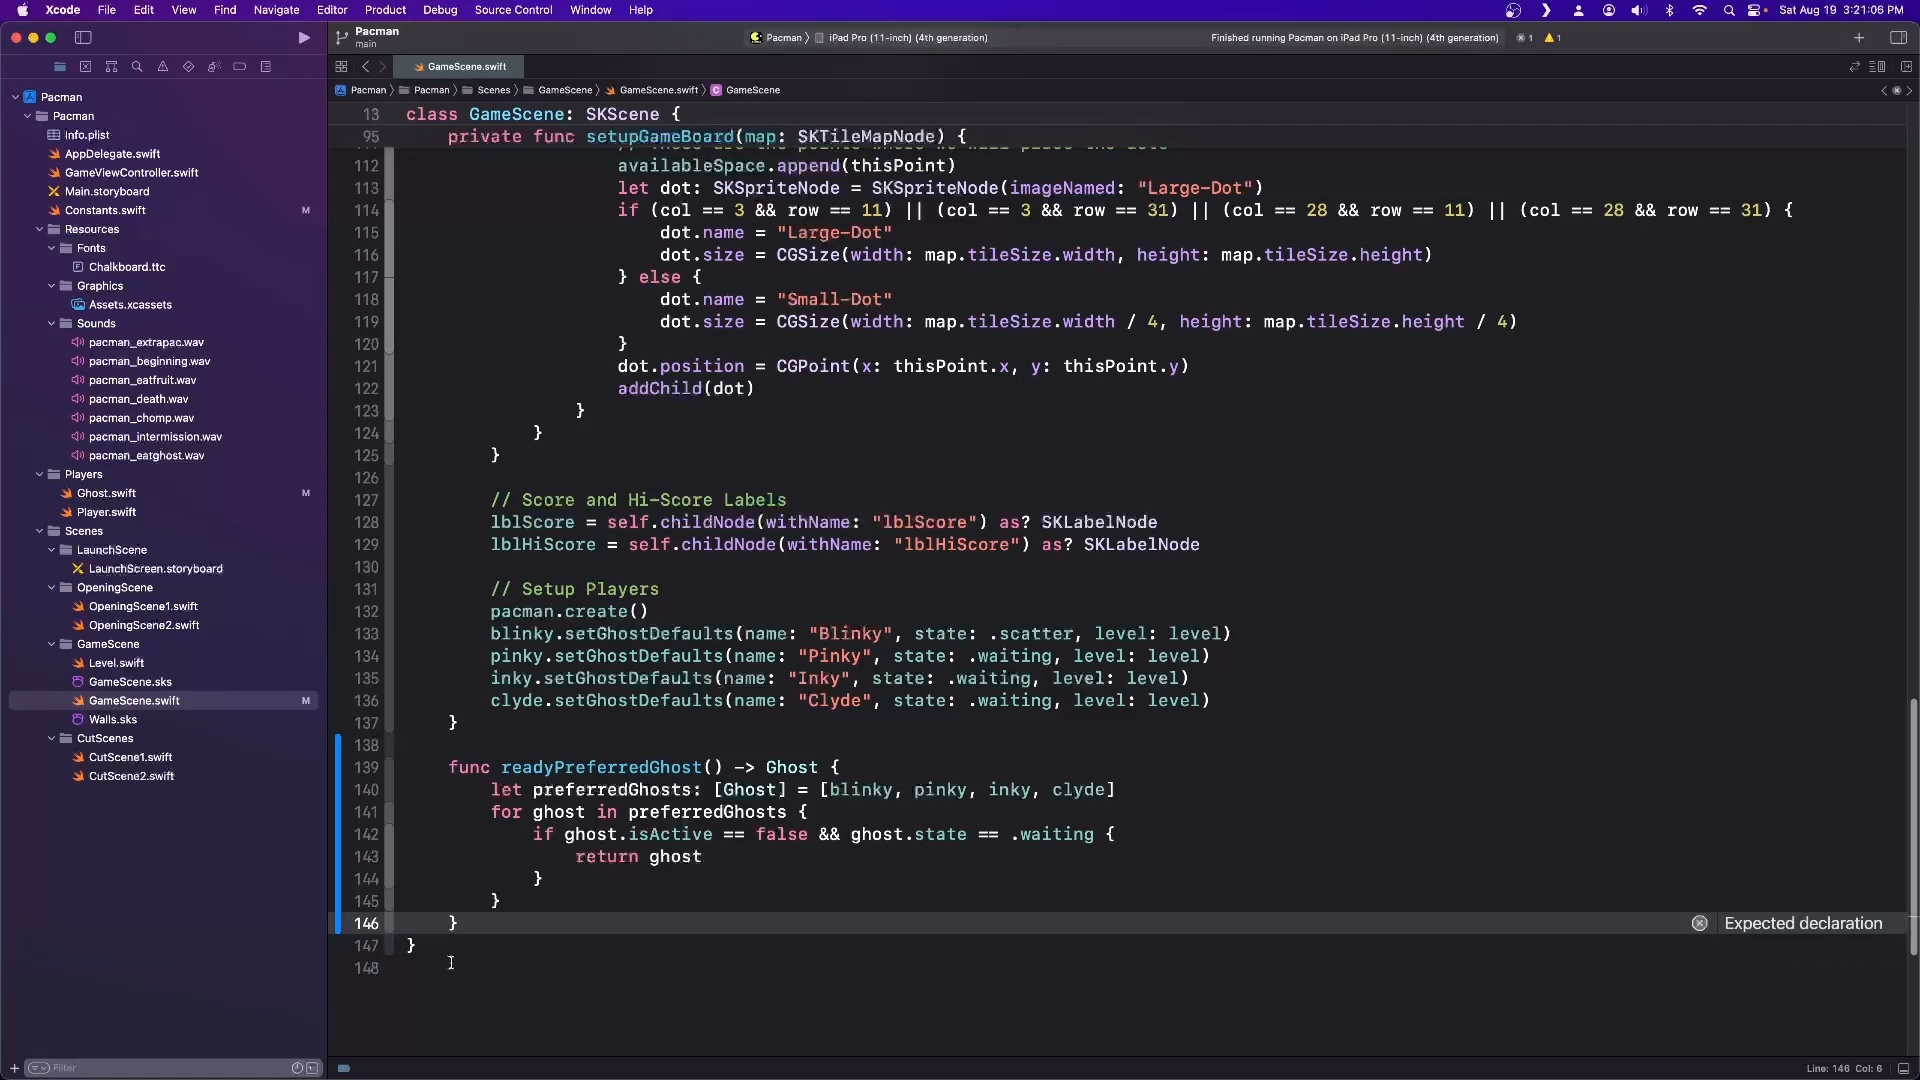 Xcode File Edit View Find Navigate Editor Product Debug Source Control Window Help Sat Aug 19 3:21:06 PM
Pacman
main
Pacman iPad Pro (11-inch) (4th generation) Finished running Pacman on iPad Pro (11-inch) (4th generation) 1 1
GameScene.swift
Pacman Pacman Scenes GameScene GameScene.swift GameScene
Pacman
Pacman
Info.plist
AppDelegate.swift
GameViewController.swift
Main.storyboard
Constants.swift M
Resources
Fonts
Chalkboard.ttc
Graphics
Assets.xcassets
Sounds
pacman_extrapac.wav
pacman_beginning.wav
pacman_eatfruit.wav
pacman_death.wav
pacman_chomp.wav
pacman_intermission.wav
pacman_eatghost.wav
Players
Ghost.swift M
Player.swift
Scenes
LaunchScene
LaunchScreen.storyboard
OpeningScene
OpeningScene1.swift
OpeningScene2.swift
GameScene
Level.swift
GameScene.sks
GameScene.swift M
Walls.sks
CutScenes
CutScene1.swift
CutScene2.swift
Filter
13 class GameScene: SKScene {
95 private func setupGameBoard(map: SKTileMapNode) {
112 availableSpace.append(thisPoint)
113 let dot: SKSpriteNode = SKSpriteNode(imageNamed: "Large-Dot")
114 if (col == 3 && row == 11) || (col == 3 && row == 31) || (col == 28 && row == 11) || (col == 28 && row == 31) {
115 dot.name = "Large-Dot"
116 dot.size = CGSize(width: map.tileSize.width, height: map.tileSize.height)
117 } else {
118 dot.name = "Small-Dot"
119 dot.size = CGSize(width: map.tileSize.width / 4, height: map.tileSize.height / 4)
120 }
121 dot.position = CGPoint(x: thisPoint.x, y: thisPoint.y)
122 addChild(dot)
123 }
124 }
125 }
126
127 // Score and Hi-Score Labels
128 lblScore = self.childNode(withName: "lblScore") as? SKLabelNode
129 lblHiScore = self.childNode(withName: "lblHiScore") as? SKLabelNode
130
131 // Setup Players
132 pacman.create()
133 blinky.setGhostDefaults(name: "Blinky", state: .scatter, level: level)
134 pinky.setGhostDefaults(name: "Pinky", state: .waiting, level: level)
135 inky.setGhostDefaults(name: "Inky", state: .waiting, level: level)
136 clyde.setGhostDefaults(name: "Clyde", state: .waiting, level: level)
137 }
138
139 func readyPreferredGhost() -> Ghost {
140 let preferredGhosts: [Ghost] = [blinky, pinky, inky, clyde]
141 for ghost in preferredGhosts {
142 if ghost.isActive == false && ghost.state == .waiting {
143 return ghost
144 }
145 }
146 } Expected declaration
147 }
148
Line: 146 Col: 6